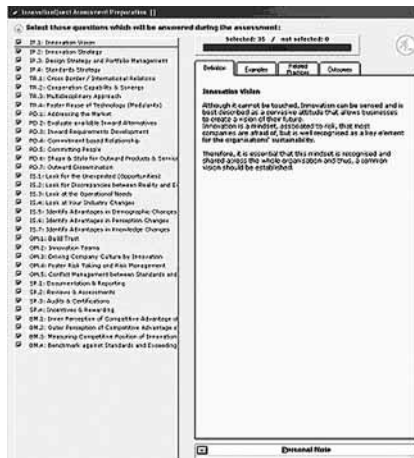 InnovationQuest Assessment Preparation []
Select those questions which will be answered during the assessment:
IP.1: Innovation Vision
IP.2: Innovation Strategy
IP.3: Design Strategy and Portfolio Management
IP.4: Standards Strategy
TR.1: Cross Border / International Relations
TR.2: Cooperation Capability & Synergy
TR.3: Multidisciplinary Approach
TR.4: Foster Reuse of Technology
PO.1: Addressing the Market
PO.2: Evaluate available Inward Alternatives
PO.3: Inward Requirements Development
PO.4: Commitment based Relationship
PO.5: Committing People
PO.6: Shape & Style for Outward Products & Service
PO.7: Outward Dissemination
IS.1: Look for the Unexpected (Opportunities)
IS.2: Look for Discrepancies between Reality and E
IS.3: Look at the Operational Needs
IS.4: Look at Your Industry Changes
IS.5: Identify Advantages in Demographic Changes
IS.6: Identify Advantages in Perception Changes
IS.7: Identify Advantages in Knowledge Changes
OM.1: Build Trust
OM.2: Innovation Teams
OM.3: Driving Company Culture by Innovation
OM.4: Foster Risk Taking and Risk Management
OM.5: Conflict Management between Standards and
SP.1: Documentation & Reporting
SP.2: Reviews & Assessments
SP.3: Audits & Certifications
SP.4: Incentives & Rewarding
BM.1: Inner Perception of Competitive Advantage o
BM.2: Outer Perception of Competitive Advantage o
BM.3: Measuring Competitive Position of Innovation
BM.4: Benchmark against Standards and Exceeding
Selected: 35 / not selected: 0
Definition
Examples
Related Practices
Outcomes
Innovation Vision
Although it cannot be touched, Innovation can be sensed and is
best described as a pervasive attitude that allows businesses
to create a vision of their future.
Innovation is a mindset, associated to risk, that most
companies are afraid of, but is well recognised as a key element
for the organisations' sustainability.
Therefore, it is essential that this mindset is recognised and
shared across the whole organisation and thus, a common
vision should be established.
Personal Note